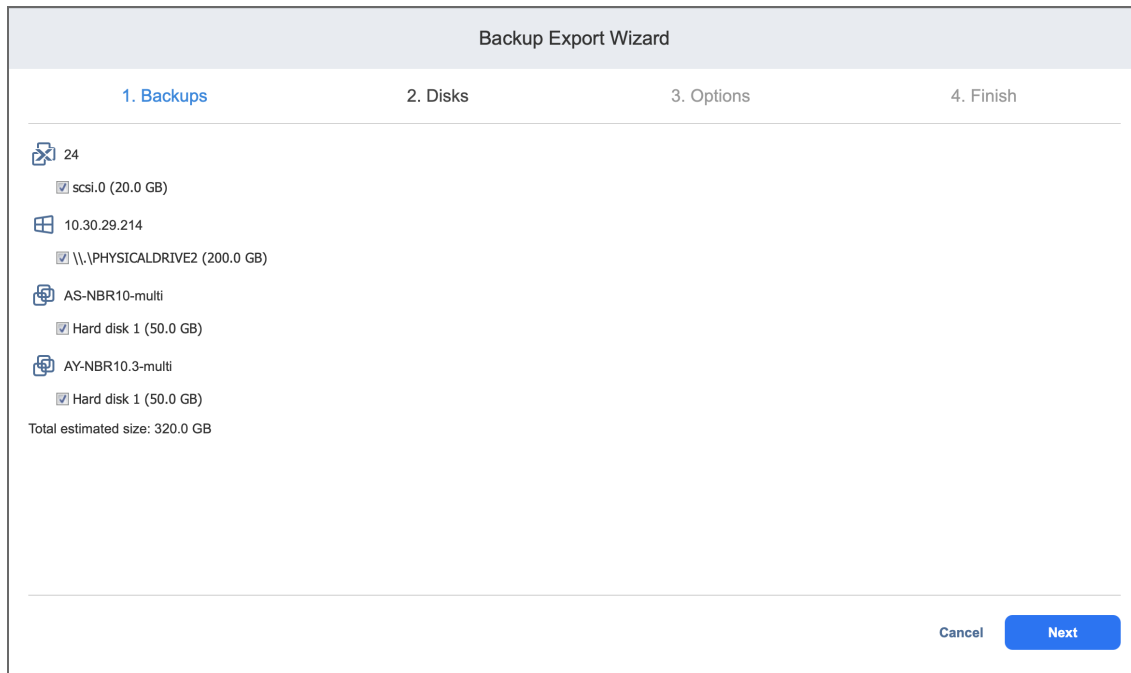 Backup Export Wizard
1. Backups 2. Disks 3. Options 4. Finish
24
scsi.0 (20.0 GB)
10.30.29.214
\\.\PHYSICALDRIVE2 (200.0 GB)
AS-NBR10-multi
Hard disk 1 (50.0 GB)
AY-NBR10.3-multi
Hard disk 1 (50.0 GB)
Total estimated size: 320.0 GB
Cancel Next